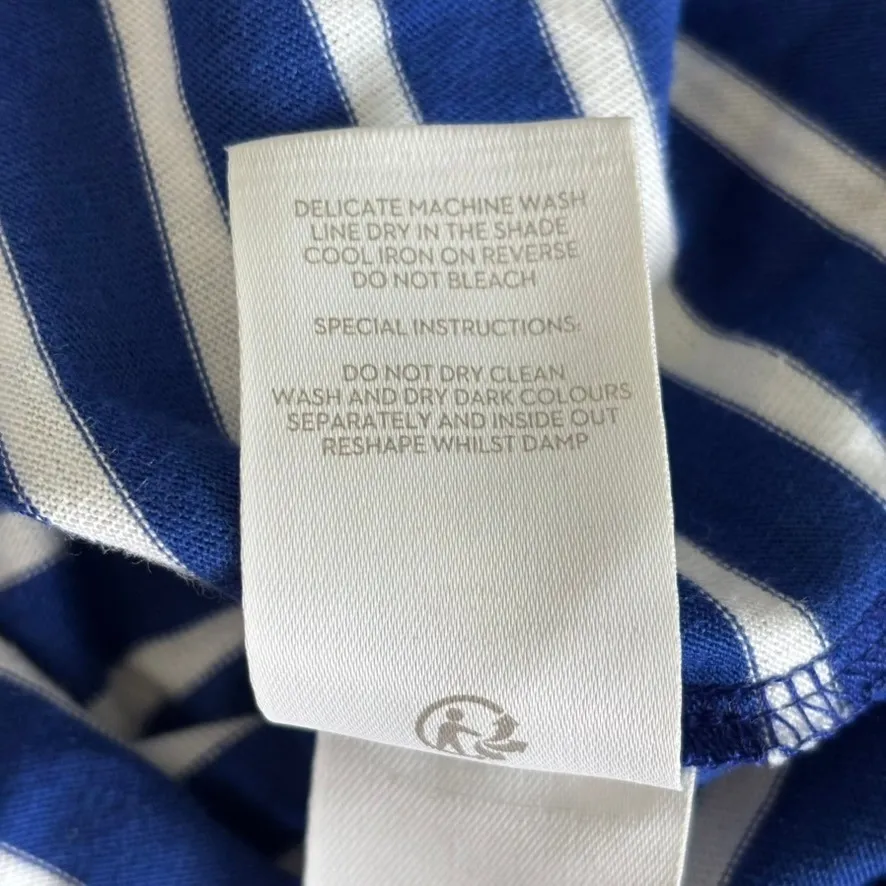 DELICATE MACHINE WASH
LINE DRY IN THE SHADE
COOL IRON ON REVERSE
DO NOT BLEACH
SPECIAL INSTRUCTIONS:
DO NOT DRY CLEAN
WASH AND DRY DARK COLOURS
SEPARATELY AND INSIDE OUT
RESHAPE WHILST DAMP